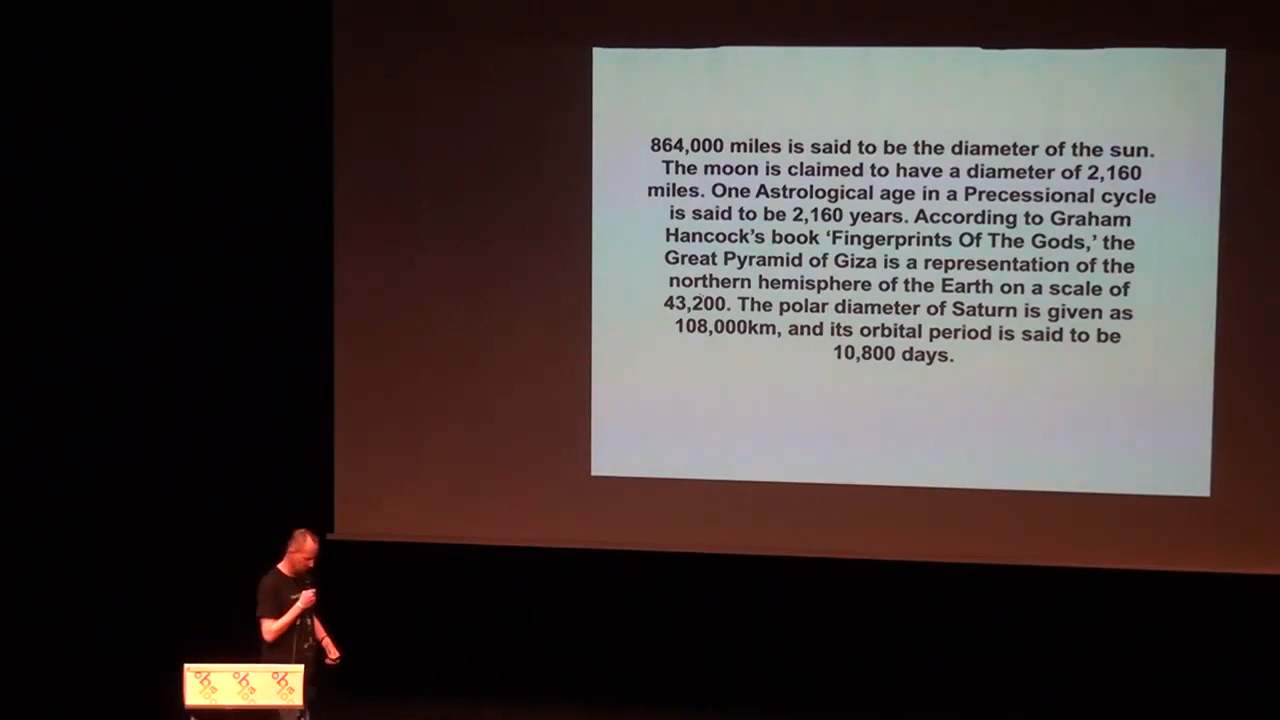 864,000 miles is said to be the diameter of the sun.
The moon is claimed to have a diameter of 2,160
miles. One Astrological age in a Precessional cycle
is said to be 2,160 years. According to Graham
Hancock’s book ‘Fingerprints Of The Gods,’ the
Great Pyramid of Giza is a representation of the
northern hemisphere of the Earth on a scale of
43,200. The polar diameter of Saturn is given as
108,000km, and its orbital period is said to be
10,800 days.